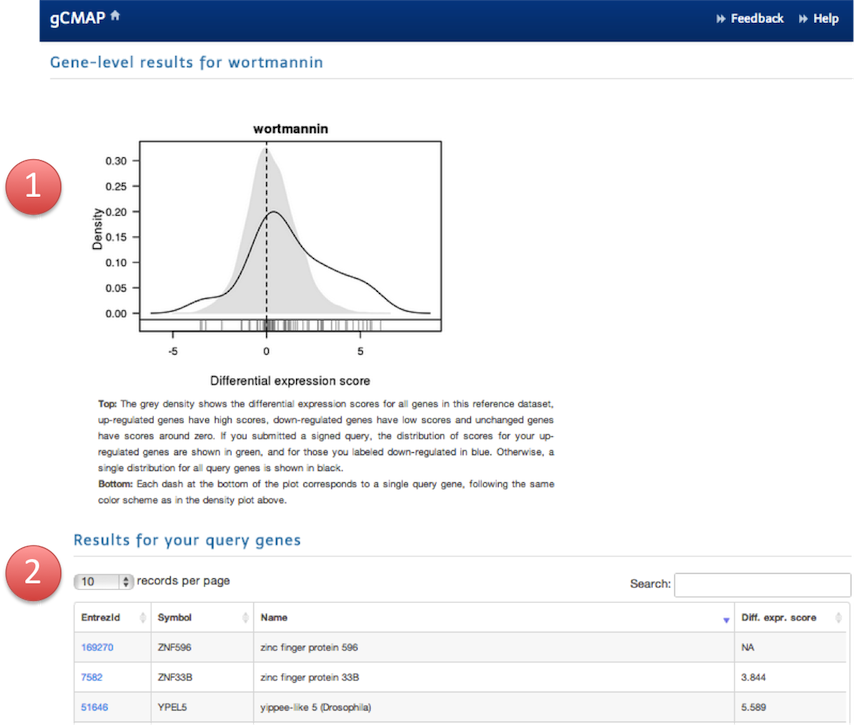 gCMAP
Feedback Help
Gene-level results for wortmannin
1
wortmannin
0.30
0.25
0.20
0.15
0.10
0.05
0.00
Density
-5 0 5
Differential expression score
Top: The grey density shows the differential expression scores for all genes in this reference dataset,
up-regulated genes have high scores, down-regulated genes have low scores and unchanged genes
have scores around zero. If you submitted a signed query, the distribution of scores for your up-
regulated genes are shown in green, and for those you labeled down-regulated in blue. Otherwise, a
single distribution for all query genes is shown in black.
Bottom: Each dash at the bottom of the plot corresponds to a single query gene, following the same
color scheme as in the density plot above.
Results for your query genes
2
10 records per page Search:
EntrezId Symbol Name Diff. expr. score
169270 ZNF596 zinc finger protein 596 NA
7582 ZNF33B zinc finger protein 33B 3.844
51646 YPEL5 yippee-like 5 (Drosophila) 5.589